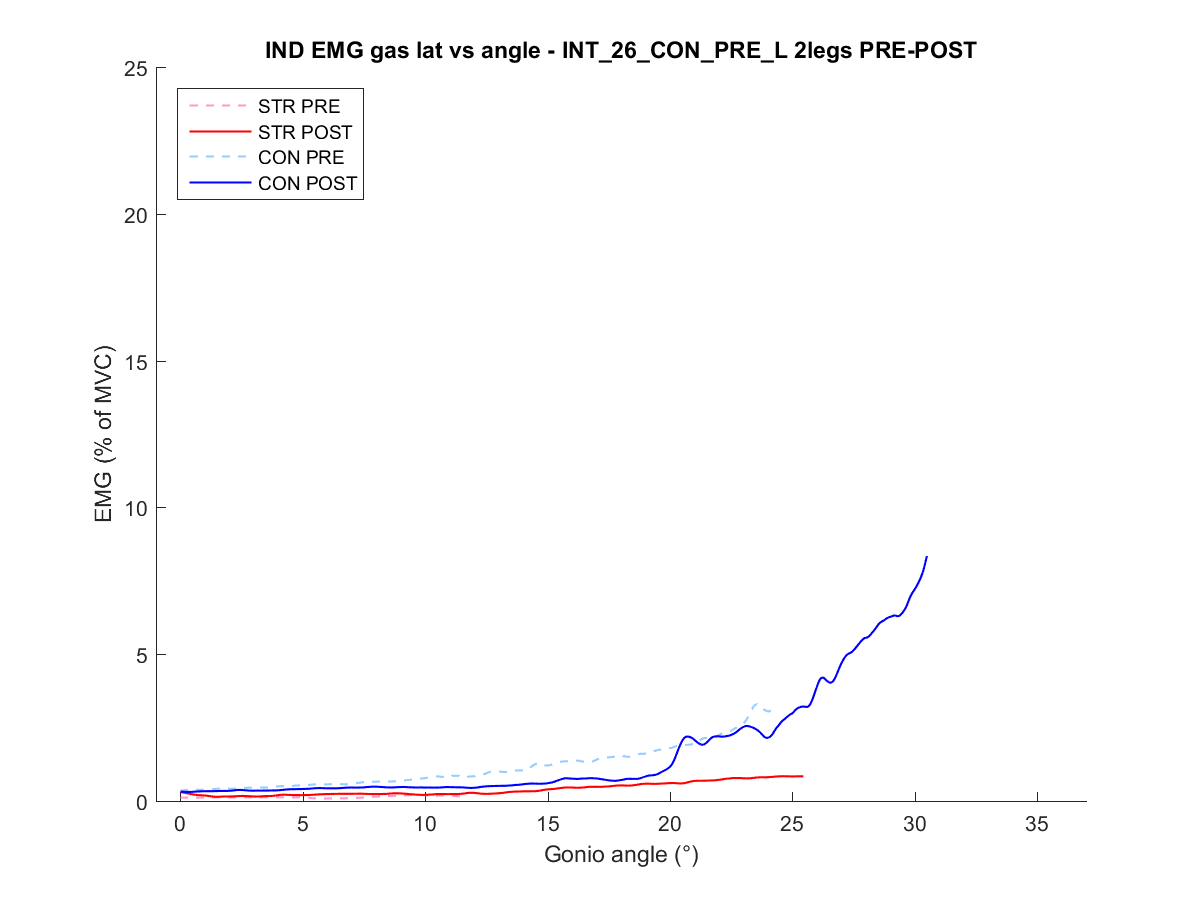 IND EMG gas lat vs angle - INT_26_CON_PRE_L 2legs PRE-POST
25
20
15
10
5
0
EMG (% of MVC)
STR PRE
STR POST
CON PRE
CON POST
0 5 10 15 20 25 30 35
Gonio angle (°)